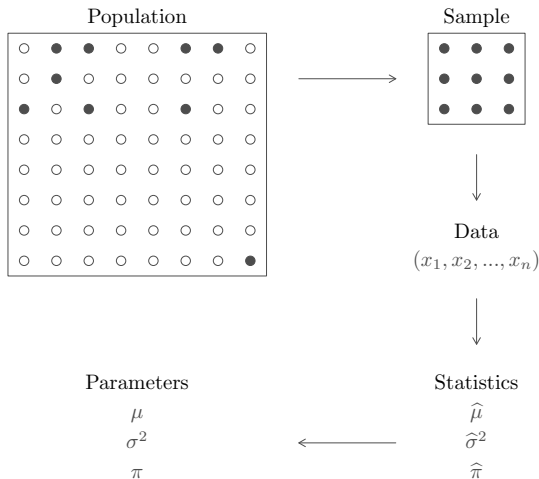 Population
Sample
Data
(x₁, x₂, ..., xₙ)
Parameters
μ
σ²
π
Statistics
μ̂
σ̂²
π̂